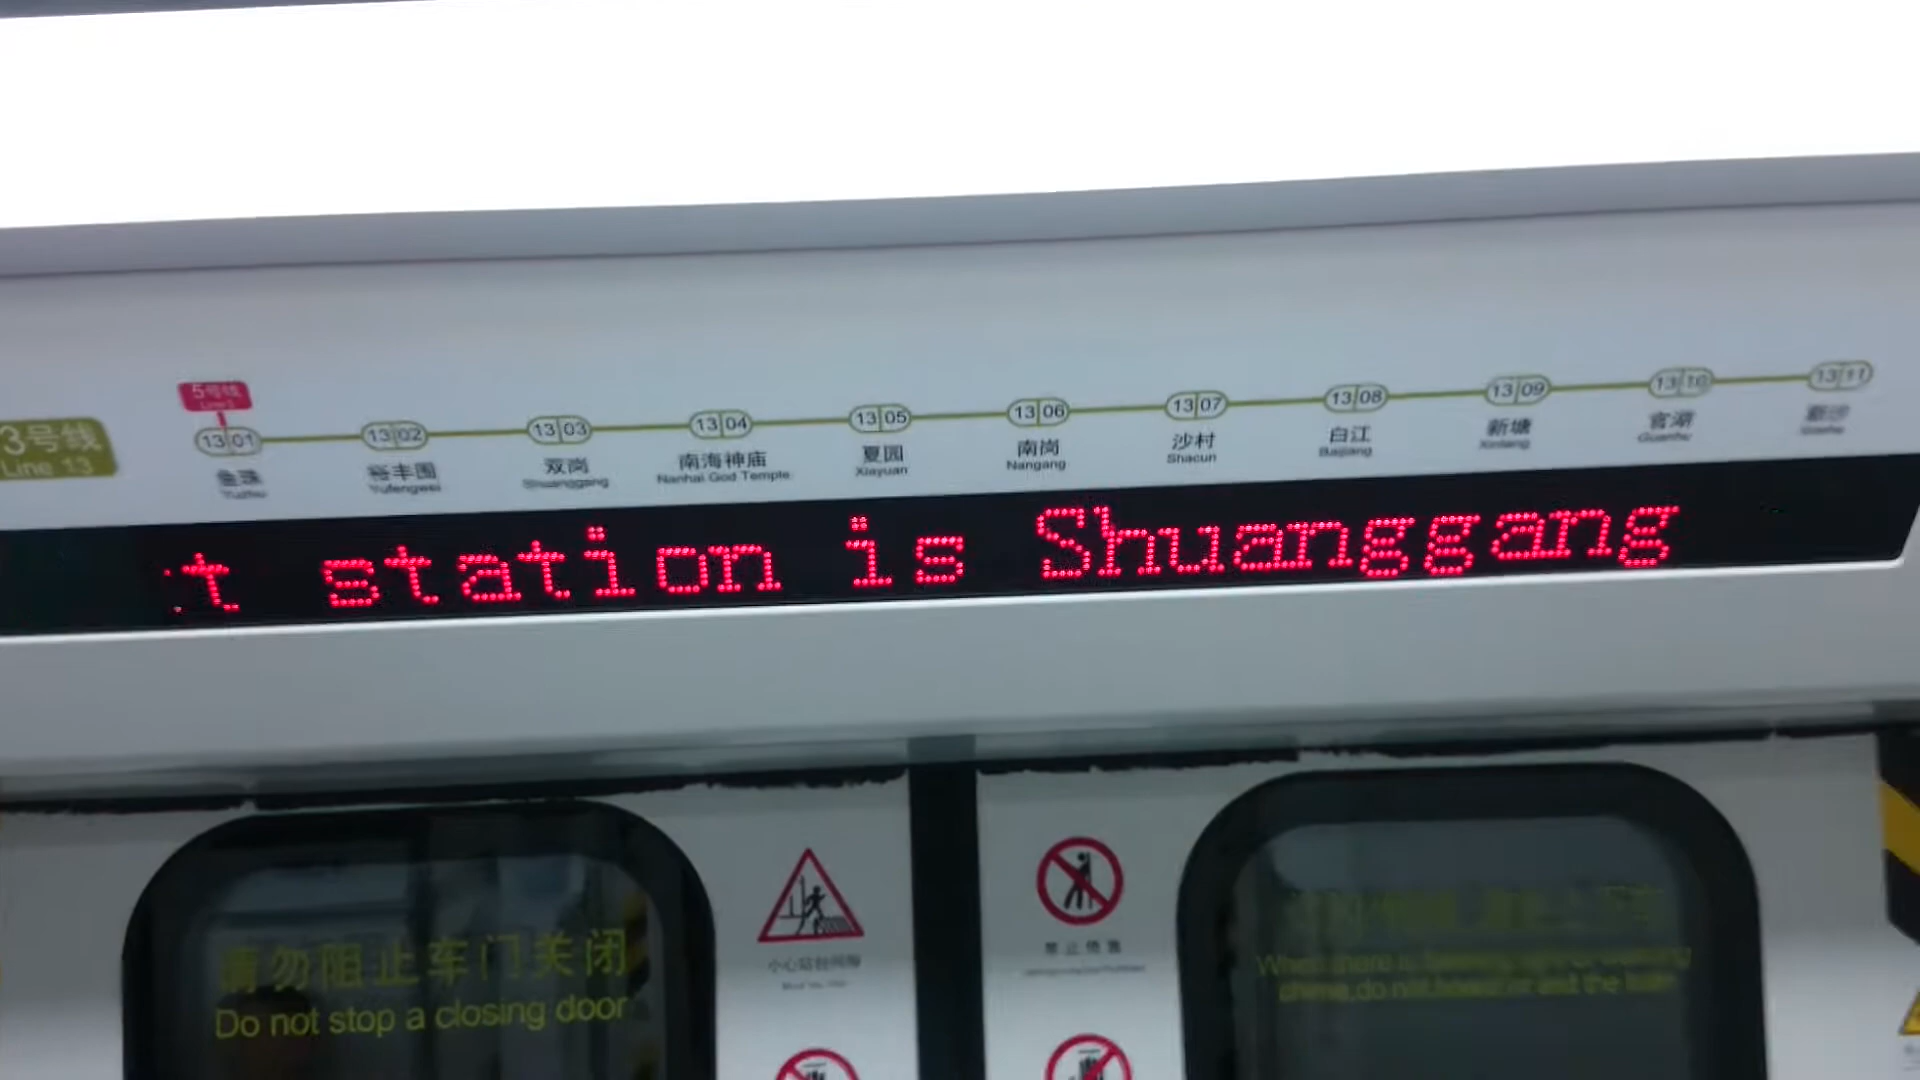 5号线
3号线
Line 13
13 01
13 02
13 03
13 04
13 05
13 06
13 07
13 08
13 09
13 10
13 11
鱼珠
Yuzhu
裕丰围
Yufengwei
双岗
Shuanggang
南海神庙
Nanhai God Temple
夏园
Xiayuan
南岗
Nangang
沙村
Shacun
白江
Baijiang
新塘
Xintang
官湖
Guanhu
t station is Shuanggang
请勿阻止车门关闭
Do not stop a closing door
小心站台间隙
禁止倚靠